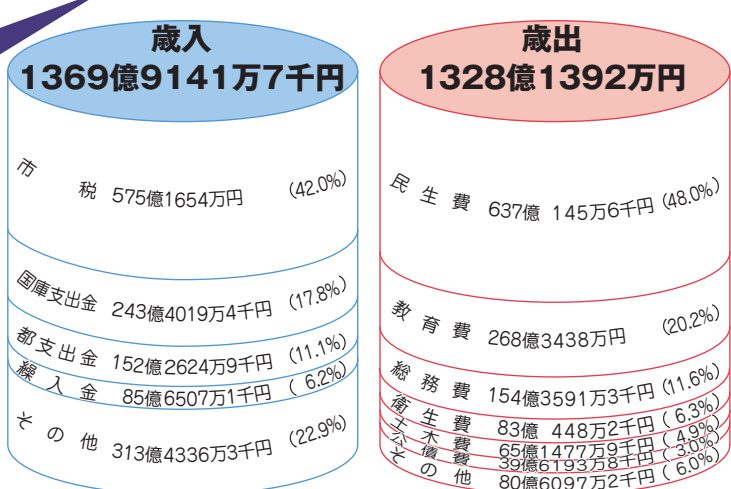 歳入
1369億9141万7千円
市税 575億1654万円 (42.0%)
国庫支出金 243億4019万4千円 (17.8%)
都支出金 152億2624万9千円 (11.1%)
繰入金 85億6507万1千円 ( 6.2%)
その他 313億4336万3千円 (22.9%)
歳出
1328億1392万円
民生費 637億 145万6千円 (48.0%)
教育費 268億3438万円 (20.2%)
総務費 154億3591万3千円 (11.6%)
衛生費 83億 448万2千円 ( 6.3%)
土木費 65億1477万9千円 ( 4.9%)
公債費 39億6193万8千円 ( 3.0%)
その他 80億6097万2千円 ( 6.0%)